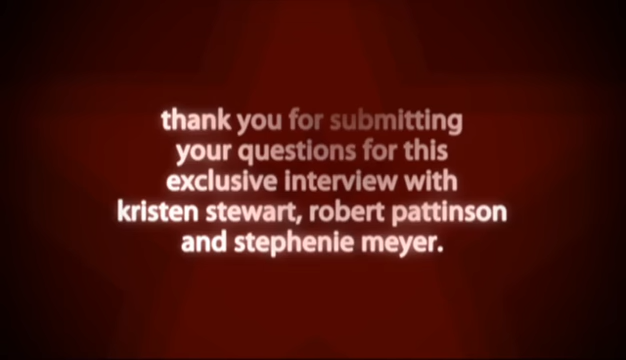 thank you for submitting
your questions for this
exclusive interview with
kristen stewart, robert pattinson
and stephenie meyer.